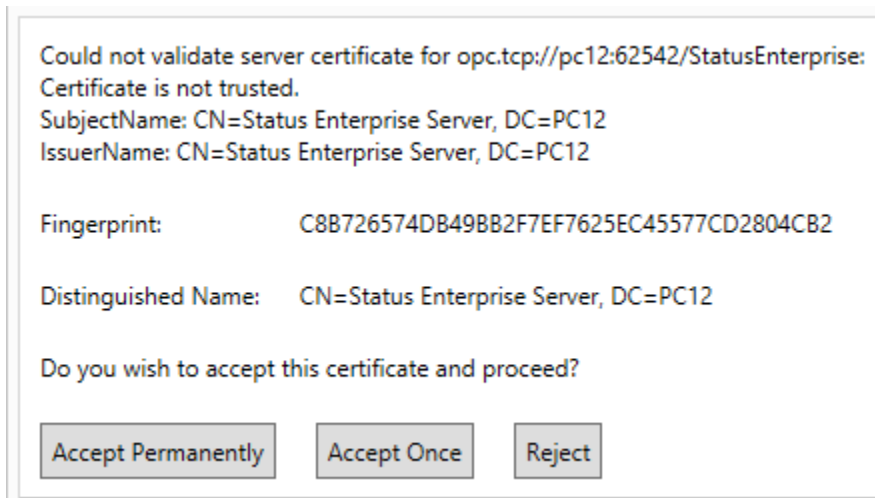 Could not validate server certificate for opc.tcp://pc12:62542/StatusEnterprise:
Certificate is not trusted.
SubjectName: CN=Status Enterprise Server, DC=PC12
IssuerName: CN=Status Enterprise Server, DC=PC12
Fingerprint: C8B726574DB49BB2F7EF7625EC45577CD2804CB2
Distinguished Name: CN=Status Enterprise Server, DC=PC12
Do you wish to accept this certificate and proceed?
Accept Permanently Accept Once Reject